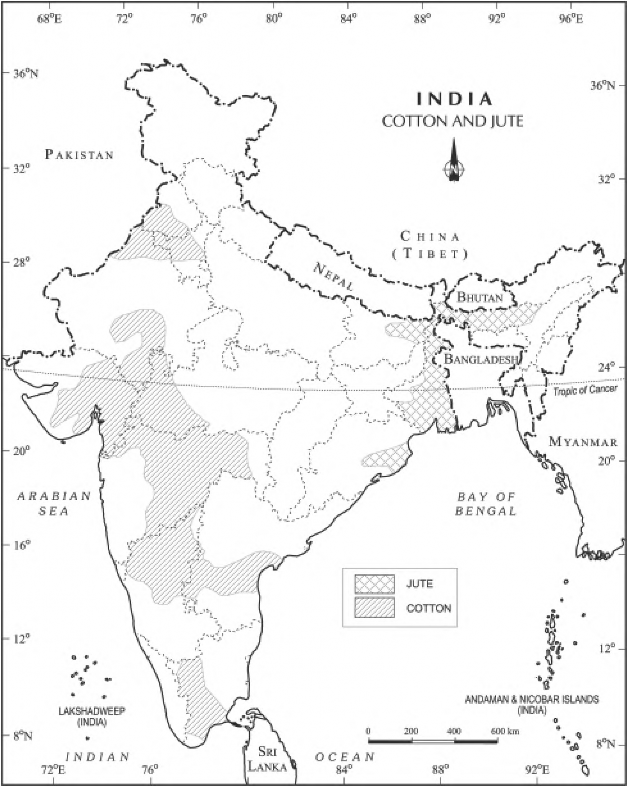 68°E 72° 76° 80° 84° 88° 92° 96°E
36°N
36°N
INDIA
COTTON AND JUTE
PAKISTAN
32°
32°
CHINA
(TIBET)
28°
NEPAL
28°
BHUTAN
BANGLADESH
24°
24°
Tropic of Cancer
MYANMAR
20°
20°
ARABIAN
SEA
BAY OF
BENGAL
16°
16°
JUTE
COTTON
12°
12°
LAKSHADWEEP
(INDIA)
ANDAMAN & NICOBAR ISLANDS
(INDIA)
8°N
8°N
0 200 400 600 km
INDIAN OCEAN
SRI
LANKA
72°E 76° 84° 88° 92°E